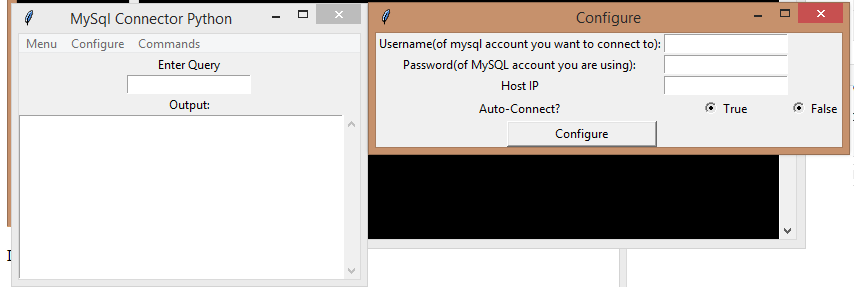 MySql Connector Python
Menu Configure Commands
Enter Query
Output:
Configure
Username(of mysql account you want to connect to):
Password(of MySQL account you are using):
Host IP
Auto-Connect? True False
Configure